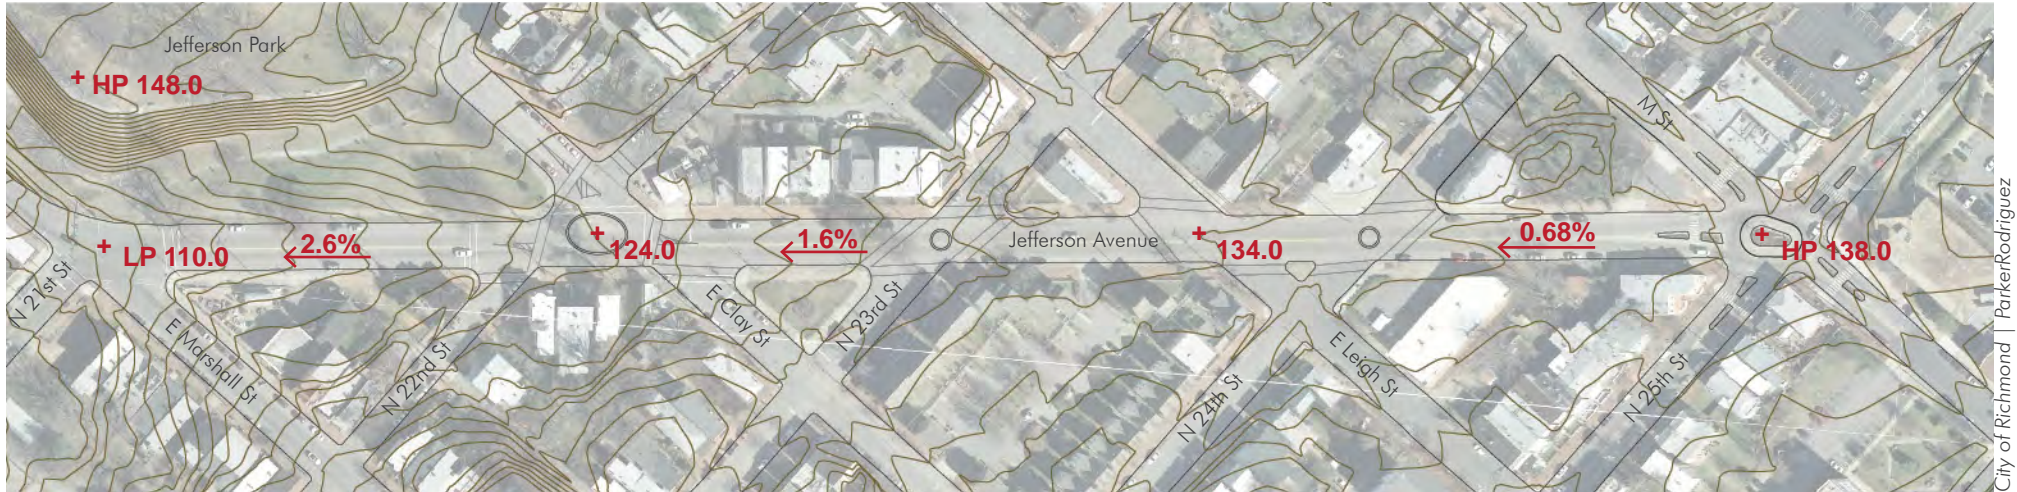 Jefferson Park
+ HP 148.0
M St
+ LP 110.0
2.6%
+ 124.0
1.6%
Jefferson Avenue
+ 134.0
0.68%
+ HP 138.0
N 21st St
E Marshall St
N 22nd St
E Clay St
N 23rd St
N 24th St
E Leigh St
N 25th St
City of Richmond | ParkerRodriguez